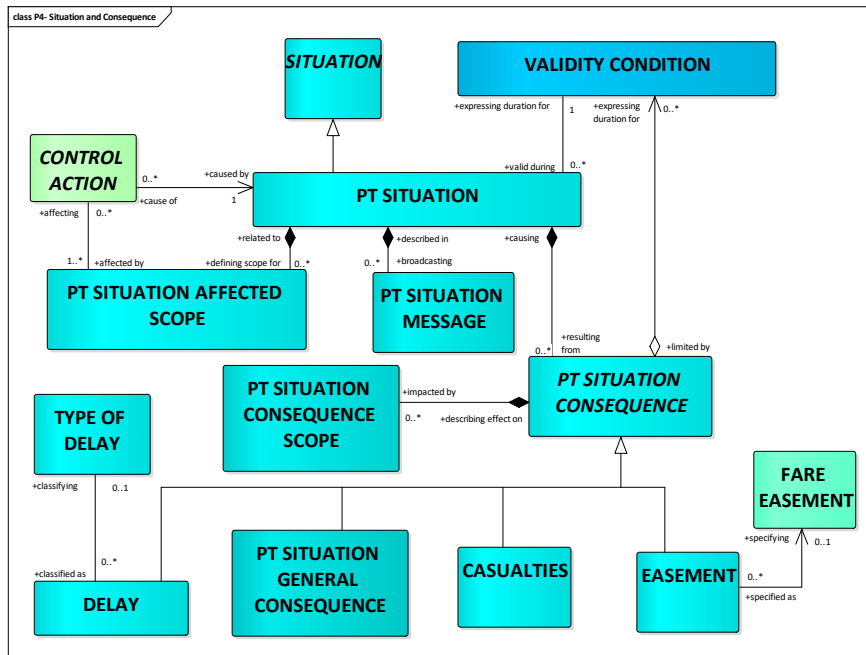 class P4- Situation and Consequence
SITUATION
VALIDITY CONDITION
+expressing duration for
1
+expressing
duration for
0..*
CONTROL
ACTION
0..*
+caused by
+cause of
1
+valid during
0..*
PT SITUATION
+affecting
0..*
+related to
+described in
+causing
1..*
+affected by
+defining scope for
0..*
0..*
+broadcasting
PT SITUATION AFFECTED
SCOPE
PT SITUATION
MESSAGE
+resulting
from
0..*
+limited by
PT SITUATION
CONSEQUENCE
PT SITUATION
CONSEQUENCE
SCOPE
+impacted by
0..*
+describing effect on
TYPE OF
DELAY
+classifying
0..1
FARE
EASEMENT
+specifying
0..1
PT SITUATION
GENERAL
CONSEQUENCE
CASUALTIES
EASEMENT
0..*
+specified as
+classified as
0..*
DELAY